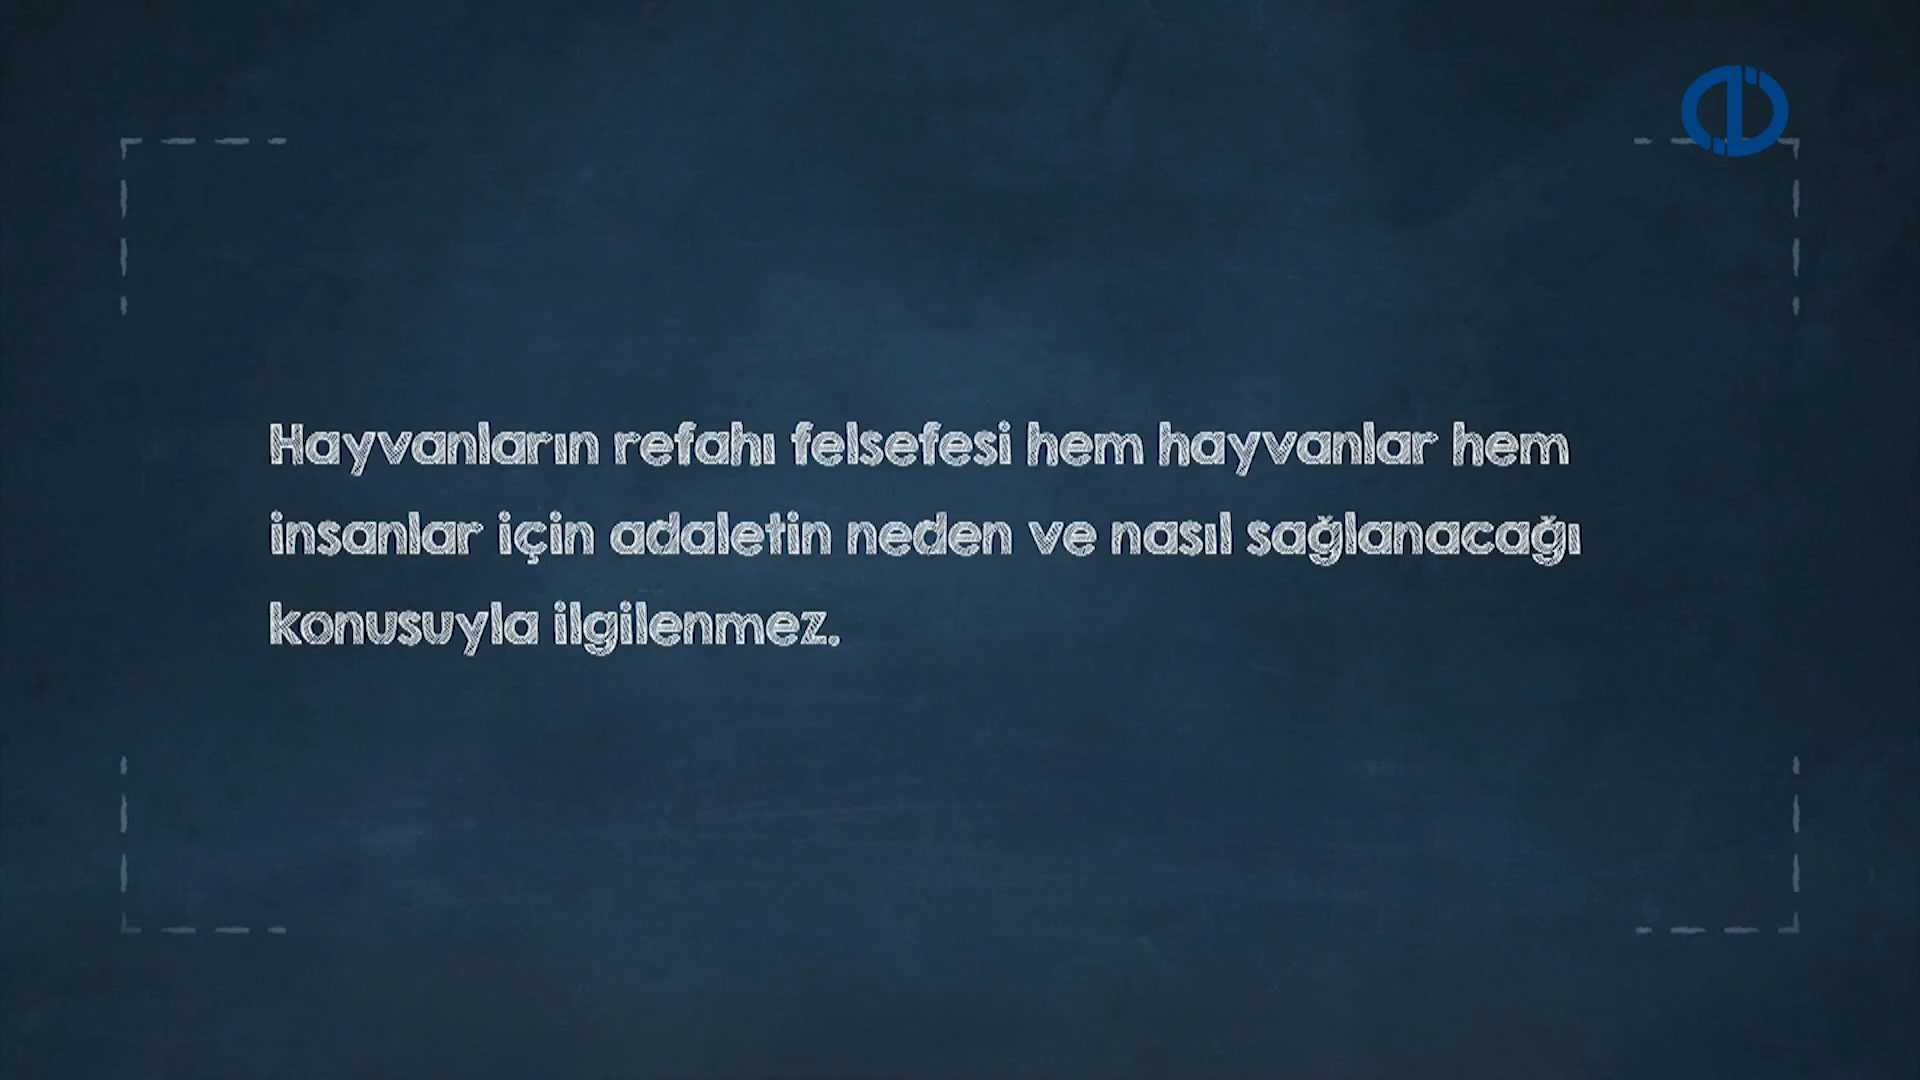 Hayvanların refahı felsefesi hem hayvanlar hem
insanlar için adaletin neden ve nasıl sağlanacağı
konusuyla ilgilenmez.